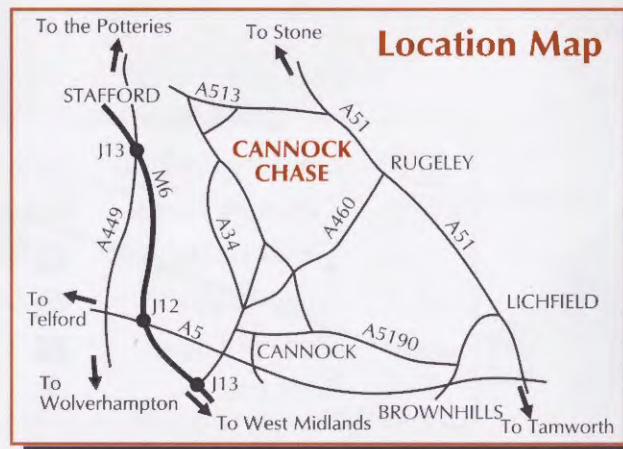 To the Potteries
To Stone
Location Map
STAFFORD
A513
A51
CANNOCK
CHASE
J13
RUGELEY
M6
A460
A449
A34
A51
To
Telford
J12
LICHFIELD
A5
CANNOCK
A5190
J13
To
Wolverhampton
To West Midlands
BROWNHILLS
To Tamworth